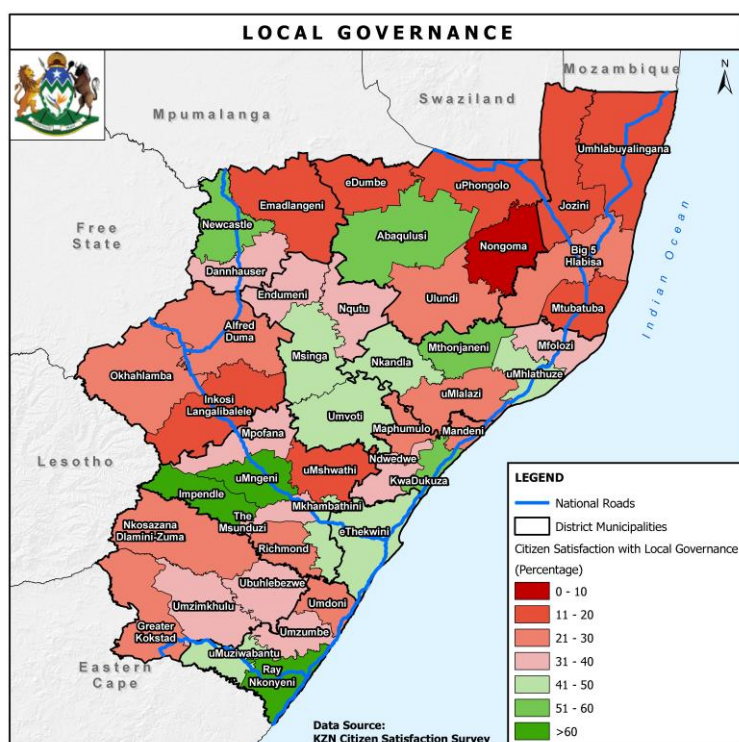 LOCAL GOVERNANCE
Mozambique
N
Swaziland
Mpumalanga
Umhlabuyalingana
eDumbe
uPhongolo
Emadlangeni
Jozini
Newcastle
Free
State
Abaqulusi
Nongoma
Big 5
Hlabisa
Dannhauser
Indian Ocean
Endumeni
Nqutu
Ulundi
Mtubatuba
Alfred
Duma
Msinga
Nkandla
Mthonjaneni
Mfolozi
Okhahlamba
uMhlathuze
Inkosi
Langalibalele
uMlalazi
Umvoti
Maphumulo
Mandeni
Mpofana
Lesotho
Ndwedwe
uMshwathi
uMngeni
KwaDukuza
Impendle
Mkhambathini
The
Msunduzi
Nkosazana
Dlamini-Zuma
eThekwini
Richmond
Ubuhlebezwe
Umzimkhulu
Umdoni
Greater
Kokstad
Umzumbe
uMuziwabantu
Eastern
Cape
Ray
Nkonyeni
LEGEND
National Roads
District Municipalities
Citizen Satisfaction with Local Governance
(Percentage)
0 - 10
11 - 20
21 - 30
31 - 40
41 - 50
51 - 60
>60
Data Source:
KZN Citizen Satisfaction Survey